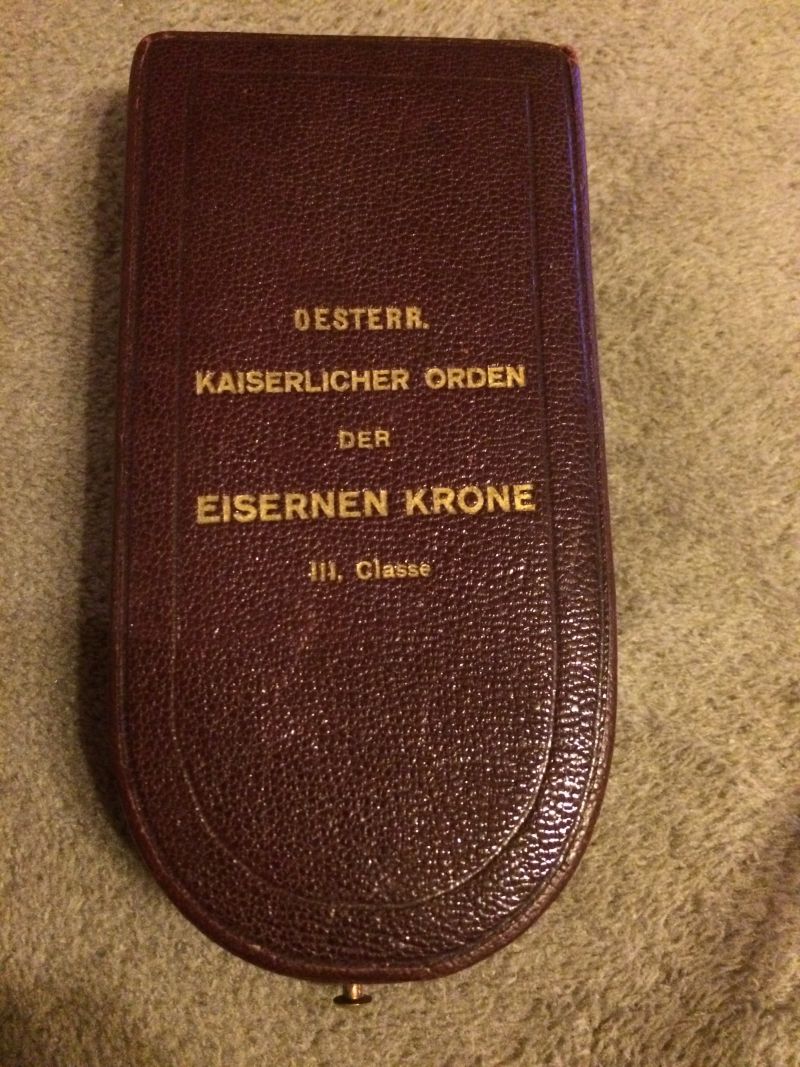 OESTERR.
KAISERLICHER ORDEN
DER
EISERNEN KRONE
III. Classe